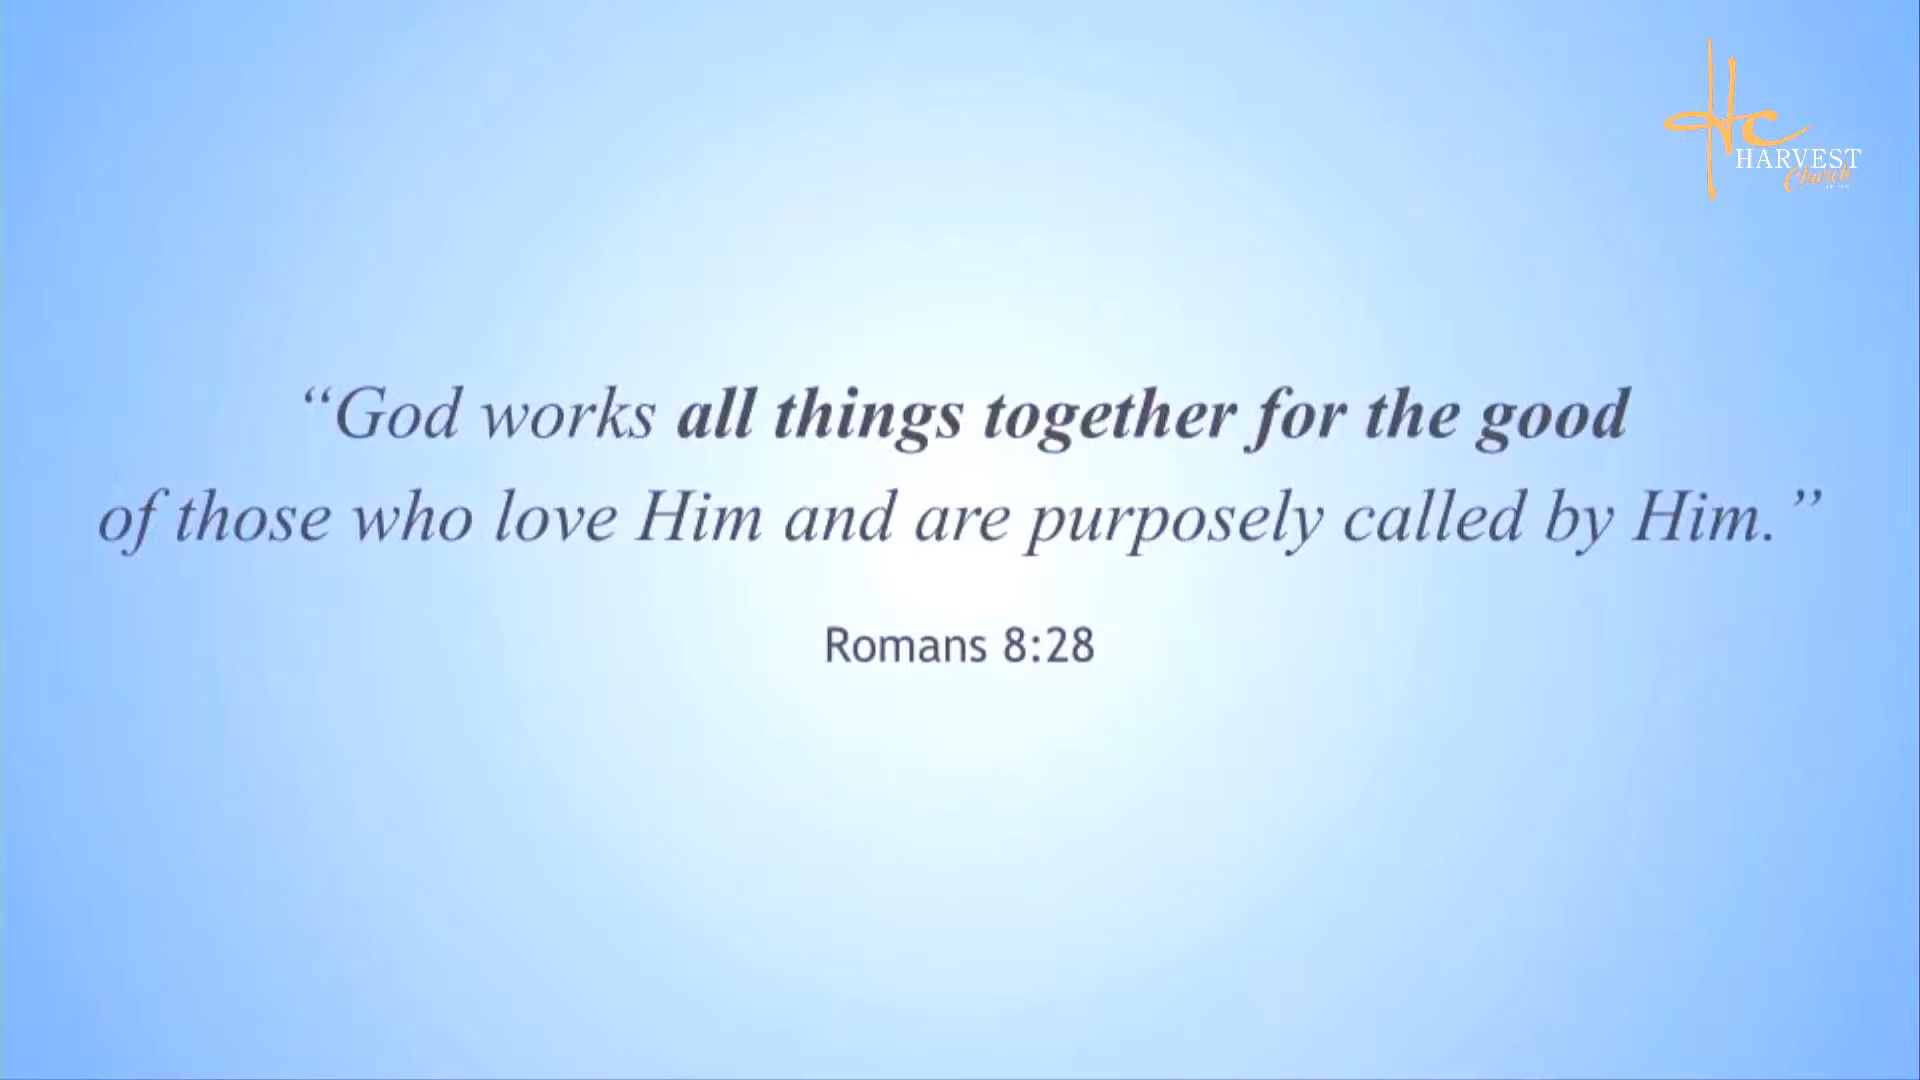 HC
HARVEST
Church
“God works all things together for the good
of those who love Him and are purposely called by Him.”
Romans 8:28